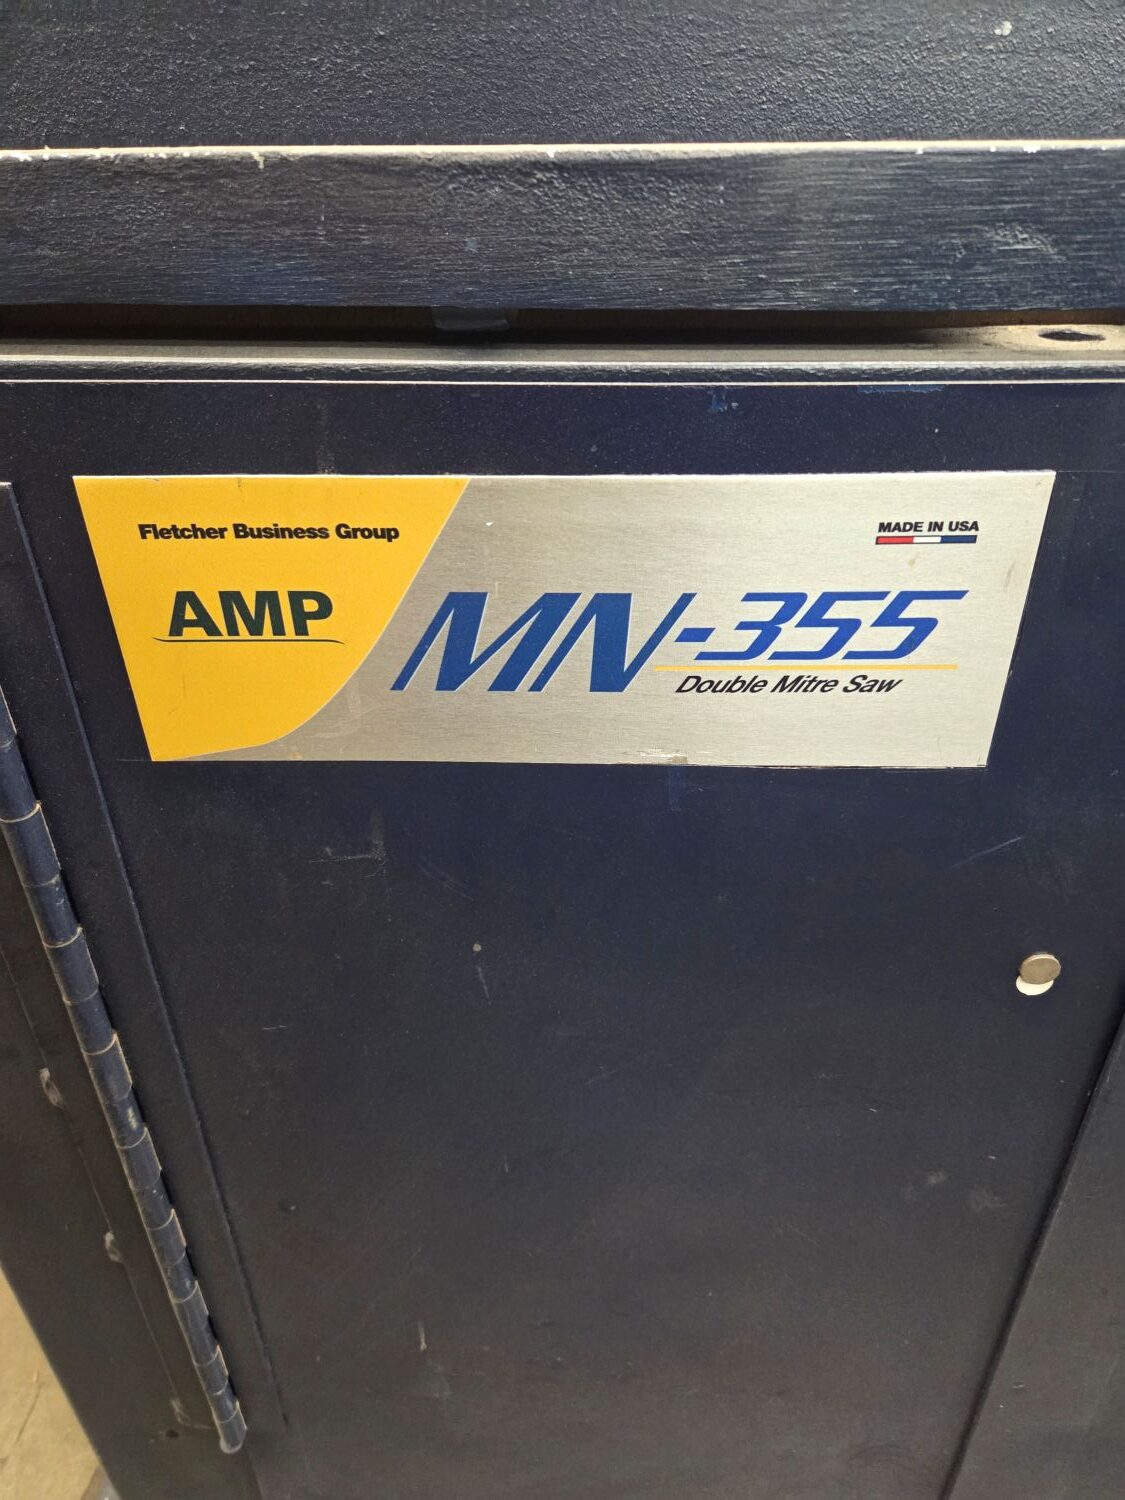 Fletcher Business Group
MADE IN USA
AMP
MN-355
Double Mitre Saw